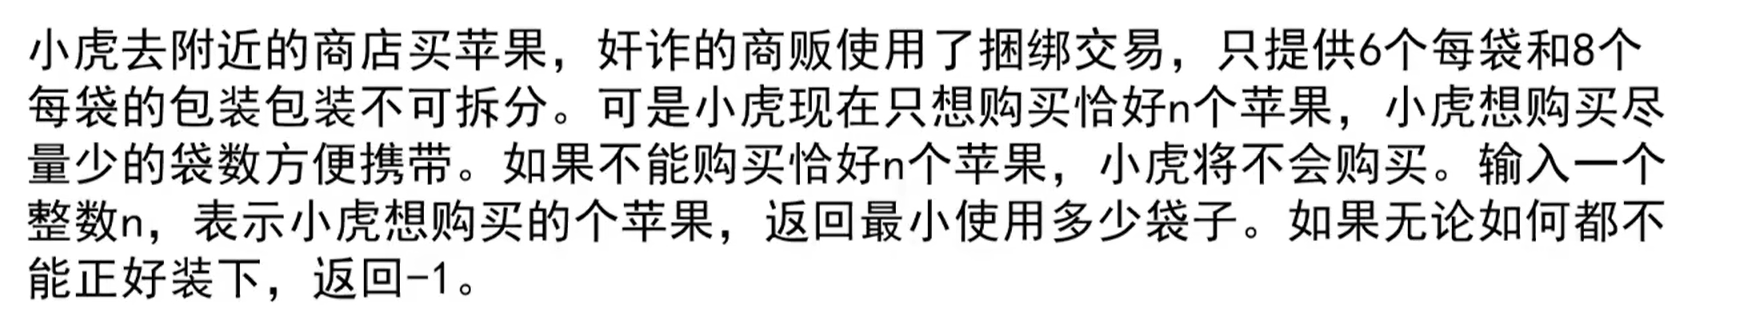 小虎去附近的商店买苹果，奸诈的商贩使用了捆绑交易，只提供6个每袋和8个
每袋的包装包装不可拆分。可是小虎现在只想购买恰好n个苹果，小虎想购买尽
量少的袋数方便携带。如果不能购买恰好n个苹果，小虎将不会购买。输入一个
整数n，表示小虎想购买的个苹果，返回最小使用多少袋子。如果无论如何都不
能正好装下，返回-1。